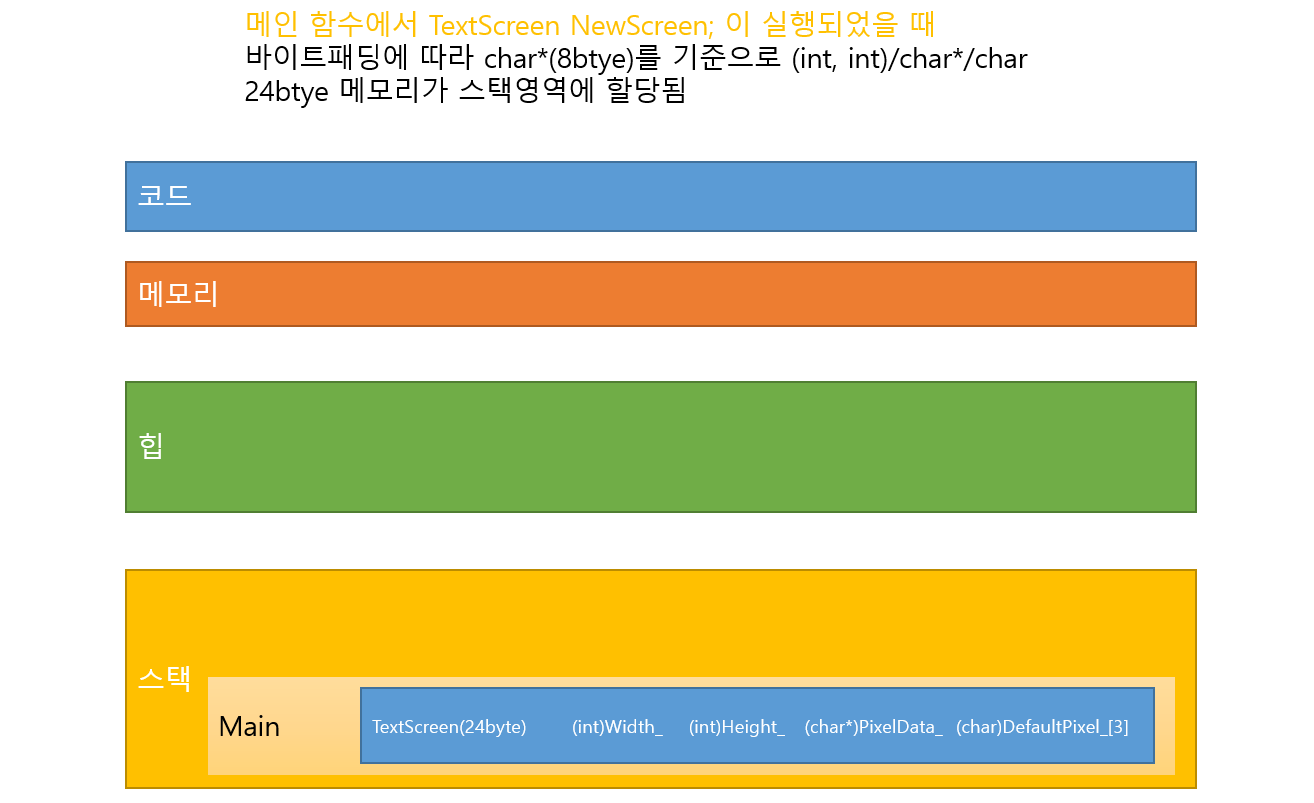 메인 함수에서 TextScreen NewScreen; 이 실행되었을 때
바이트패딩에 따라 char*(8btye)를 기준으로 (int, int)/char*/char
24btye 메모리가 스택영역에 할당됨
코드
메모리
힙
스택
Main
TextScreen(24byte) (int)Width_ (int)Height_ (char*)PixelData_ (char)DefaultPixel_[3]